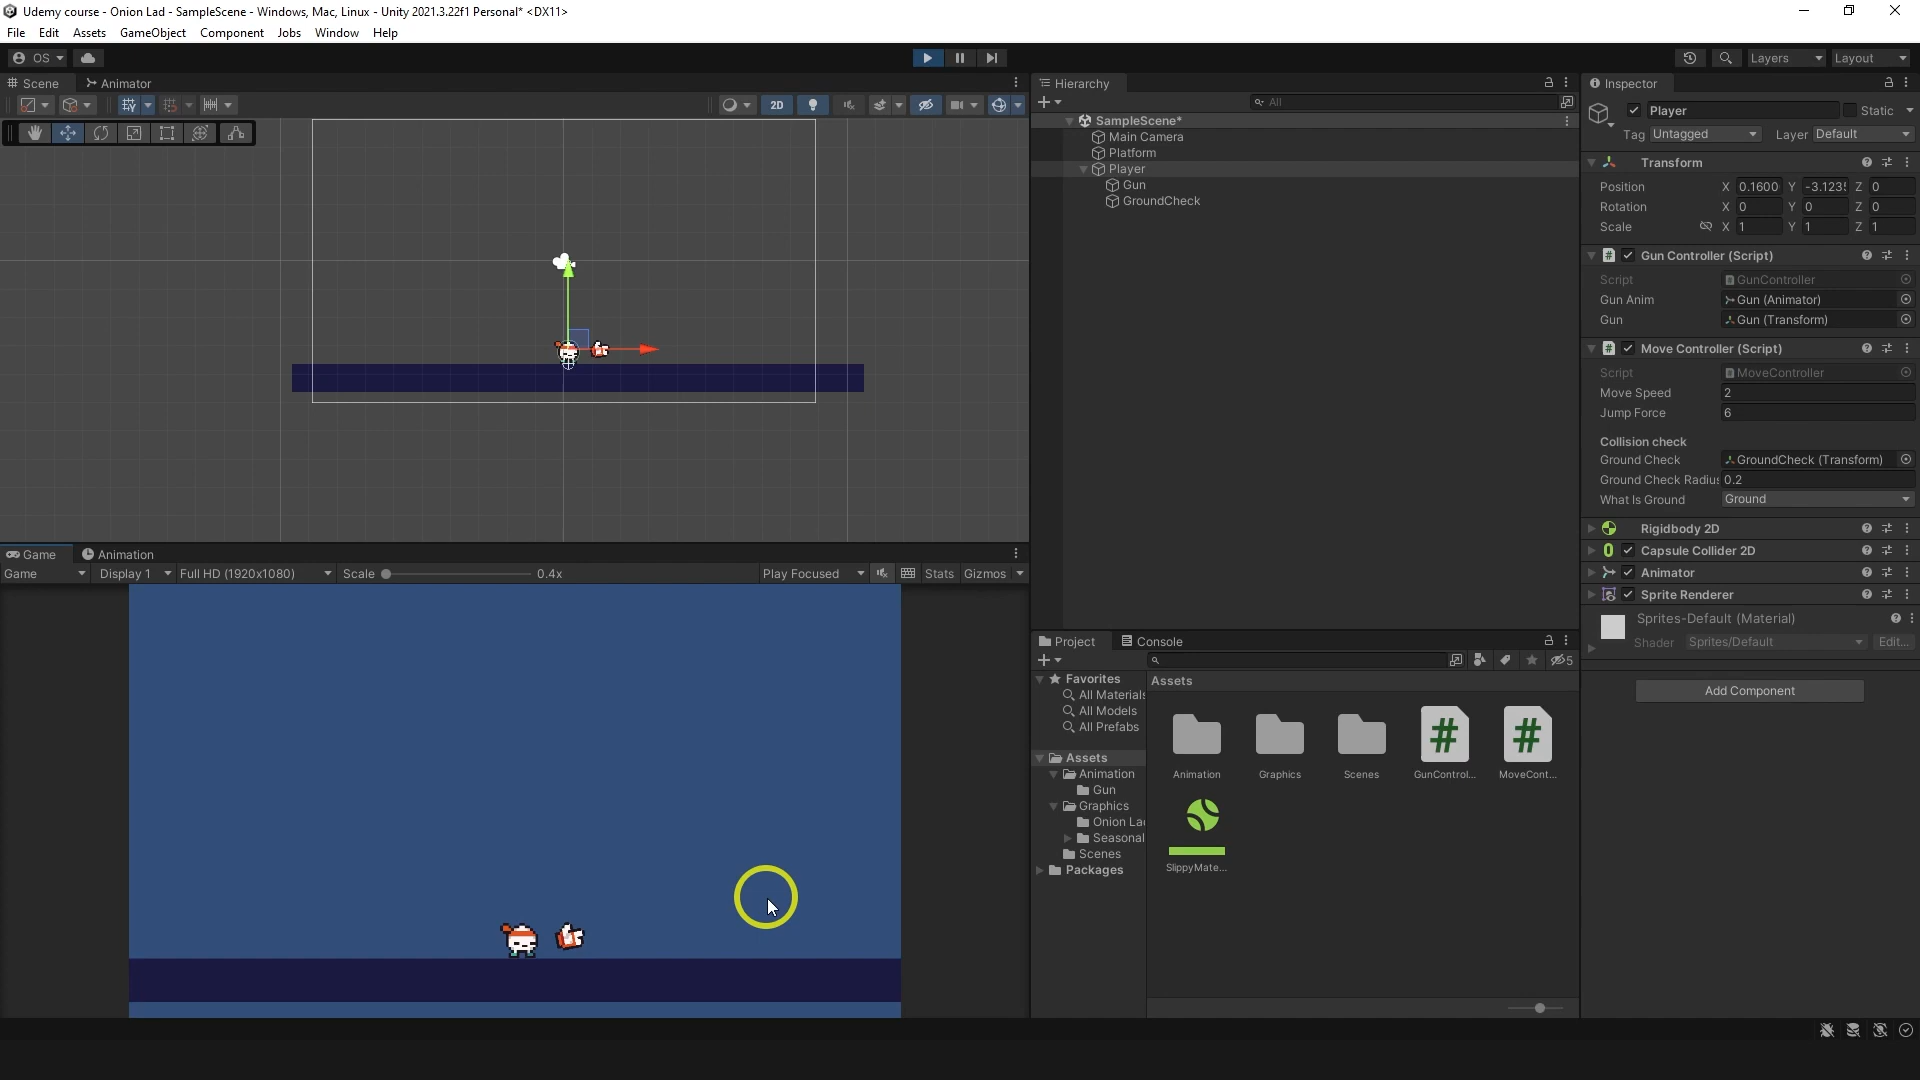 Udemy course - Onion Lad - SampleScene - Windows, Mac, Linux - Unity 2021.3.22f1 Personal* <DX11>
File Edit Assets GameObject Component Jobs Window Help
OS Layers Layout
Scene Animator
2D
Hierarchy
All
SampleScene*
Main Camera
Platform
Player
Gun
GroundCheck
Inspector
Player Static
Tag Untagged Layer Default
Transform
Position X 0.1600 Y -3.123 Z 0
Rotation X 0 Y 0 Z 0
Scale X 1 Y 1 Z 1
Gun Controller (Script)
Script GunController
Gun Anim Gun (Animator)
Gun Gun (Transform)
Move Controller (Script)
Script MoveController
Move Speed 2
Jump Force 6
Collision check
Ground Check GroundCheck (Transform)
Ground Check Radiu 0.2
What Is Ground Ground
Rigidbody 2D
Capsule Collider 2D
Animator
Sprite Renderer
Sprites-Default (Material)
Shader Sprites/Default Edit...
Add Component
Game Animation
Game Display 1 Full HD (1920x1080) Scale 0.4x Play Focused Stats Gizmos
Project Console
5
Favorites
All Materials
All Models
All Prefabs
Assets
Animation
Gun
Graphics
Onion La
Seasonal
Scenes
Packages
Assets
Animation Graphics Scenes GunControl... MoveCont...
SlippyMate...